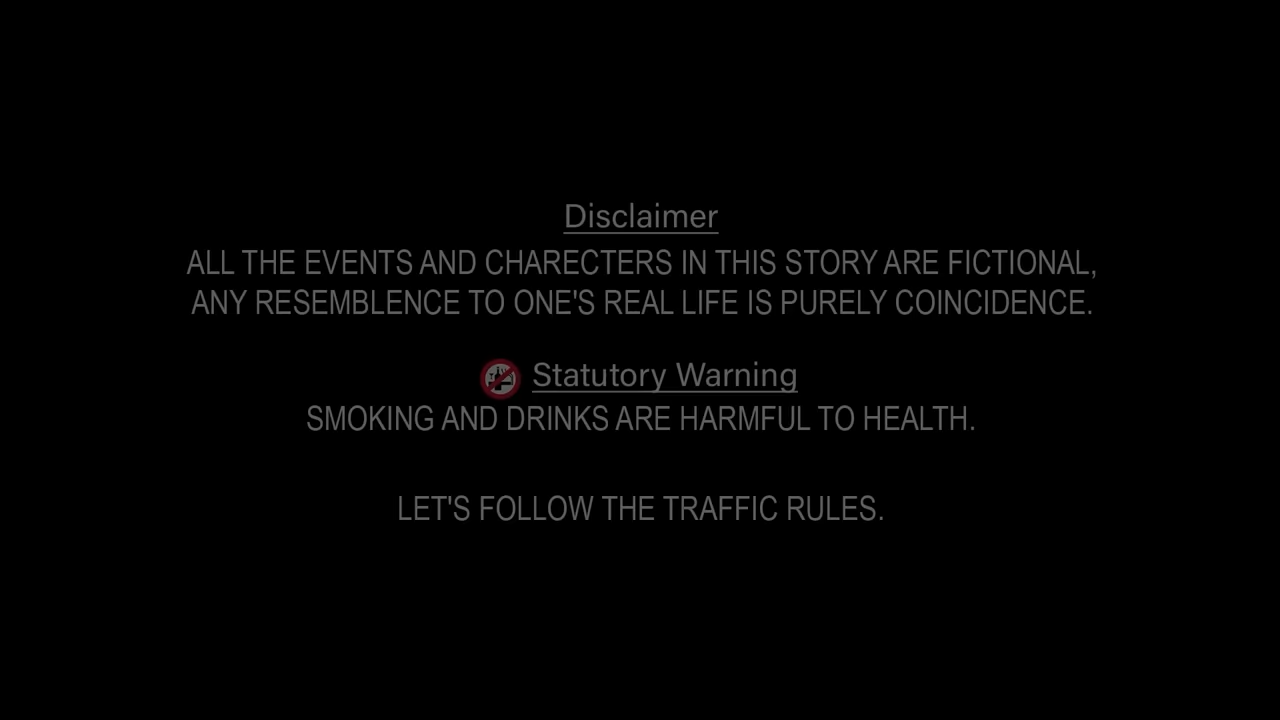 Disclaimer
ALL THE EVENTS AND CHARECTERS IN THIS STORY ARE FICTIONAL,
ANY RESEMBLENCE TO ONE'S REAL LIFE IS PURELY COINCIDENCE.
Statutory Warning
SMOKING AND DRINKS ARE HARMFUL TO HEALTH.
LET'S FOLLOW THE TRAFFIC RULES.